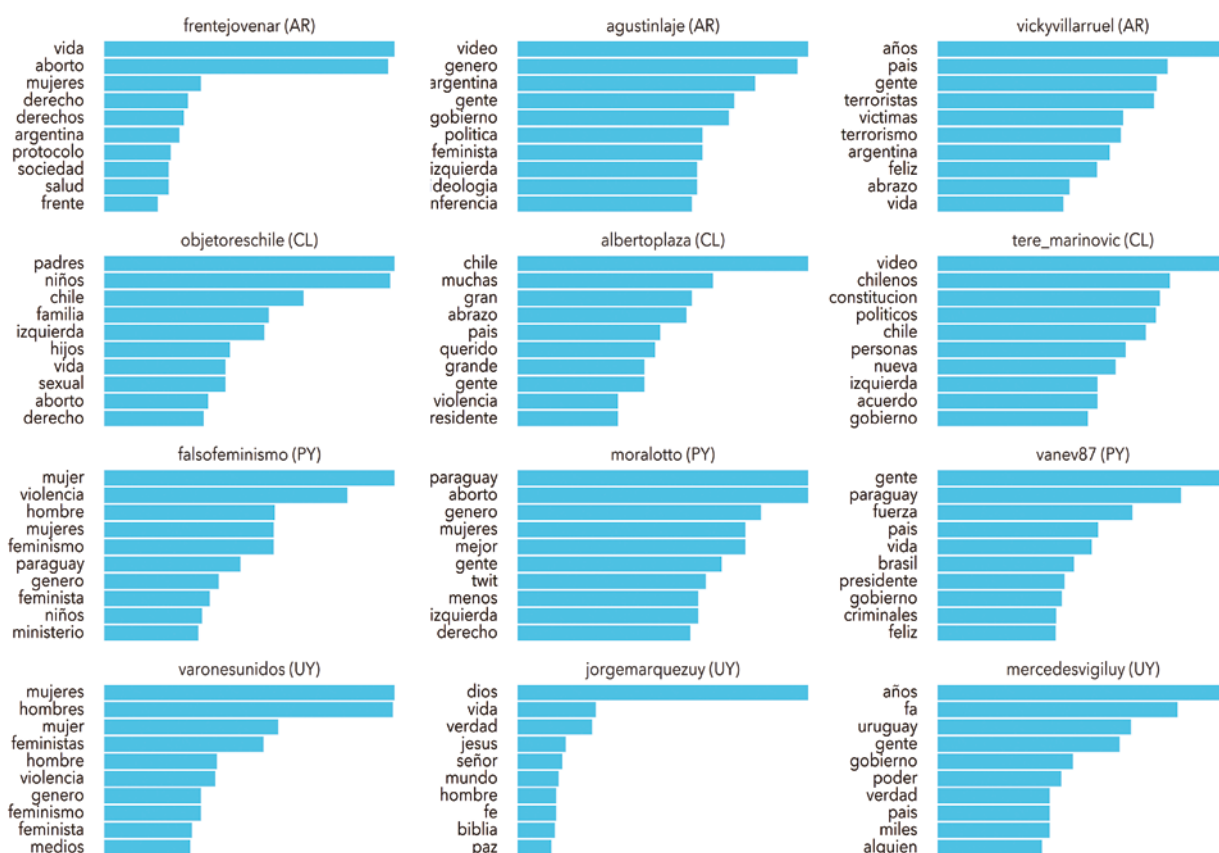 frentejovenar (AR)
vida
aborto
mujeres
derecho
derechos
argentina
protocolo
sociedad
salud
frente
agustinlaje (AR)
video
genero
argentina
gente
gobierno
politica
feminista
izquierda
ideologia
nferencia
vickyvillarruel (AR)
años
pais
gente
terroristas
victimas
terrorismo
argentina
feliz
abrazo
vida
objetoreschile (CL)
padres
niños
chile
familia
izquierda
hijos
vida
sexual
aborto
derecho
albertoplaza (CL)
chile
muchas
gran
abrazo
pais
querido
grande
gente
violencia
residente
tere_marinovic (CL)
video
chilenos
constitucion
politicos
chile
personas
nueva
izquierda
acuerdo
gobierno
falsofeminismo (PY)
mujer
violencia
hombre
mujeres
feminismo
paraguay
genero
feminista
niños
ministerio
moralotto (PY)
paraguay
aborto
genero
mujeres
mejor
gente
twit
menos
izquierda
derecho
vanev87 (PY)
gente
paraguay
fuerza
pais
vida
brasil
presidente
gobierno
criminales
feliz
varonesunidos (UY)
mujeres
hombres
mujer
feministas
hombre
violencia
genero
feminismo
feminista
medios
jorgemarquezuy (UY)
dios
vida
verdad
jesus
señor
mundo
hombre
fe
biblia
paz
mercedesvigiluy (UY)
años
fa
uruguay
gente
gobierno
poder
verdad
pais
miles
alguien